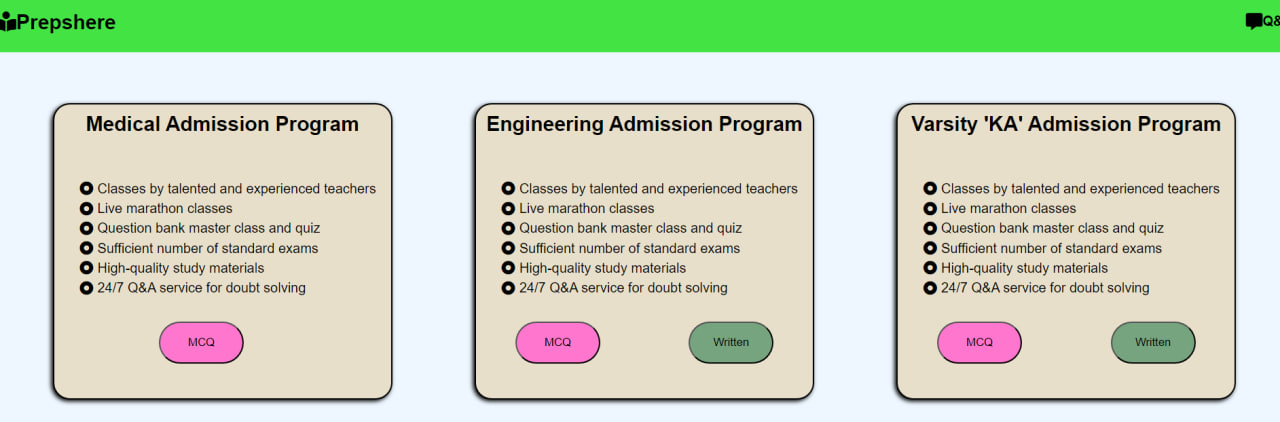 Prepshere
Q&
Medical Admission Program
Classes by talented and experienced teachers
Live marathon classes
Question bank master class and quiz
Sufficient number of standard exams
High-quality study materials
24/7 Q&A service for doubt solving
MCQ
Engineering Admission Program
Classes by talented and experienced teachers
Live marathon classes
Question bank master class and quiz
Sufficient number of standard exams
High-quality study materials
24/7 Q&A service for doubt solving
MCQ Written
Varsity 'KA' Admission Program
Classes by talented and experienced teachers
Live marathon classes
Question bank master class and quiz
Sufficient number of standard exams
High-quality study materials
24/7 Q&A service for doubt solving
MCQ Written